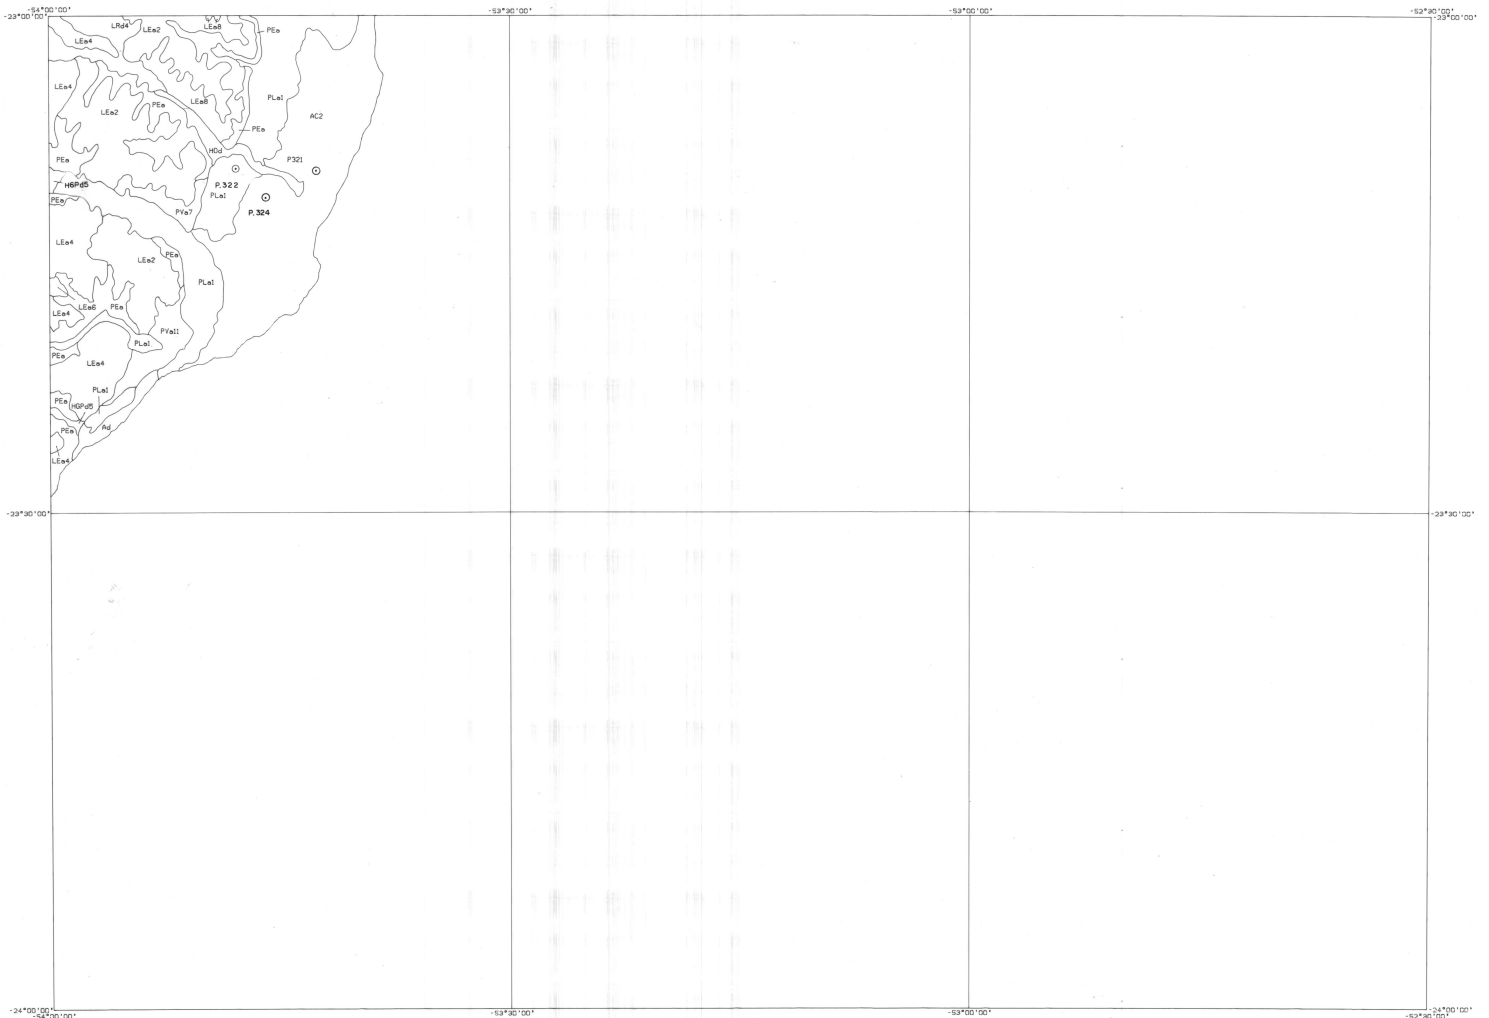 -54°00'00" -53°30'00" -53°00'00" -52°30'00"
-23°00'00" -23°00'00"
LRd4 LEa2 LEa8
PEa
LEa4
LEa4
LEa8 PLa1
LEa2 PEa
AC2
PEa
HOd
PEa P321
HGPd5 P.322
PLa1
PEa
PVa7 P.324
LEa4
PEa
LEa2
PLa1
LEa6 PEa
LEa4
PVa11
PLa1
PEa
LEa4
PLa1
PEa HGPd5
PEa Ad
LEa4
-23°30'00" -23°30'00"
-24°00'00" -24°00'00"
-54°00'00" -53°30'00" -53°00'00" -52°30'00"